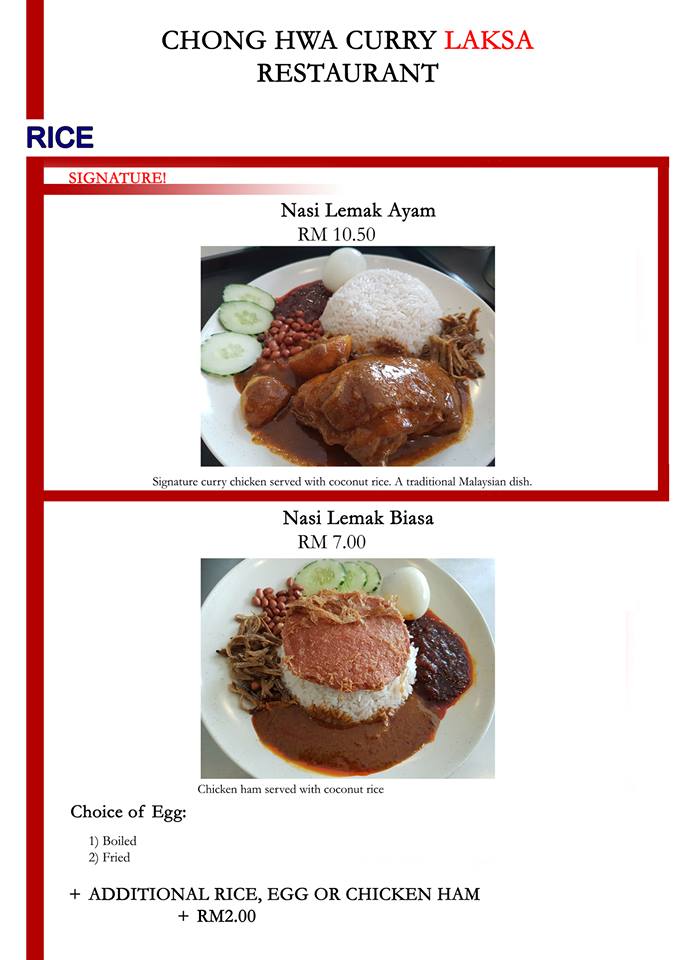 CHONG HWA CURRY LAKSA
RESTAURANT
RICE
SIGNATURE!
Nasi Lemak Ayam
RM 10.50
Signature curry chicken served with coconut rice. A traditional Malaysian dish.
Nasi Lemak Biasa
RM 7.00
Chicken ham served with coconut rice
Choice of Egg:
1) Boiled
2) Fried
+ ADDITIONAL RICE, EGG OR CHICKEN HAM
+ RM2.00